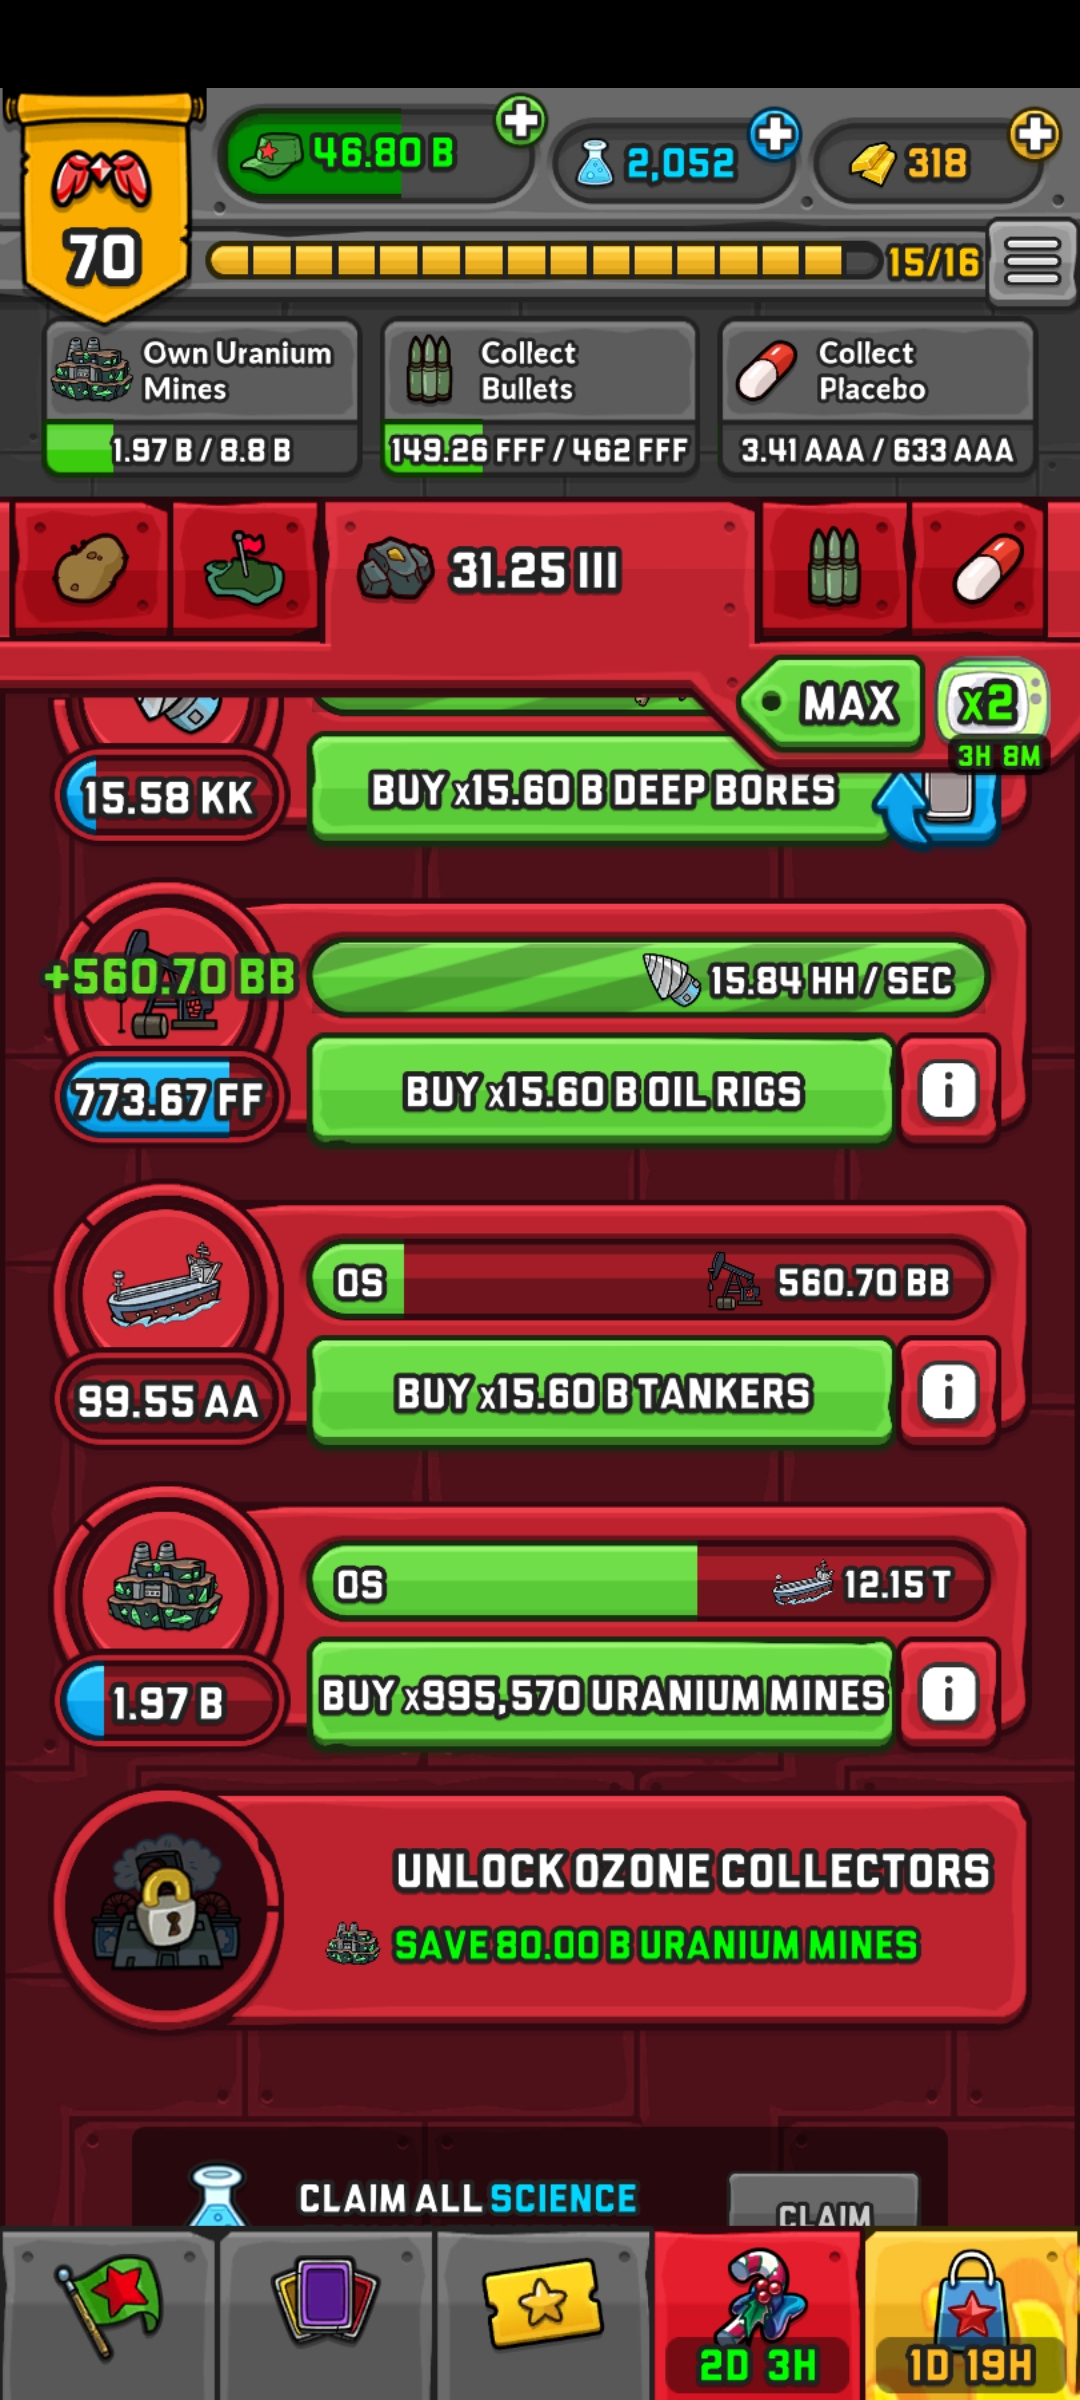 70
46.80 B
2,052
318
15/16
Own Uranium
Mines
1.97 B / 8.8 B
Collect
Bullets
149.26 FFF / 462 FFF
Collect
Placebo
3.41 AAA / 633 AAA
31.25 III
MAX
x2
3H 8M
15.58 KK
BUY x15.60 B DEEP BORES
+560.70 BB
15.84 HH / SEC
773.67 FF
BUY x15.60 B OIL RIGS
i
0S
560.70 BB
99.55 AA
BUY x15.60 B TANKERS
i
0S
12.15 T
1.97 B
BUY x995,570 URANIUM MINES
i
UNLOCK OZONE COLLECTORS
SAVE 80.00 B URANIUM MINES
CLAIM ALL SCIENCE
CLAIM
2D 3H
1D 19H